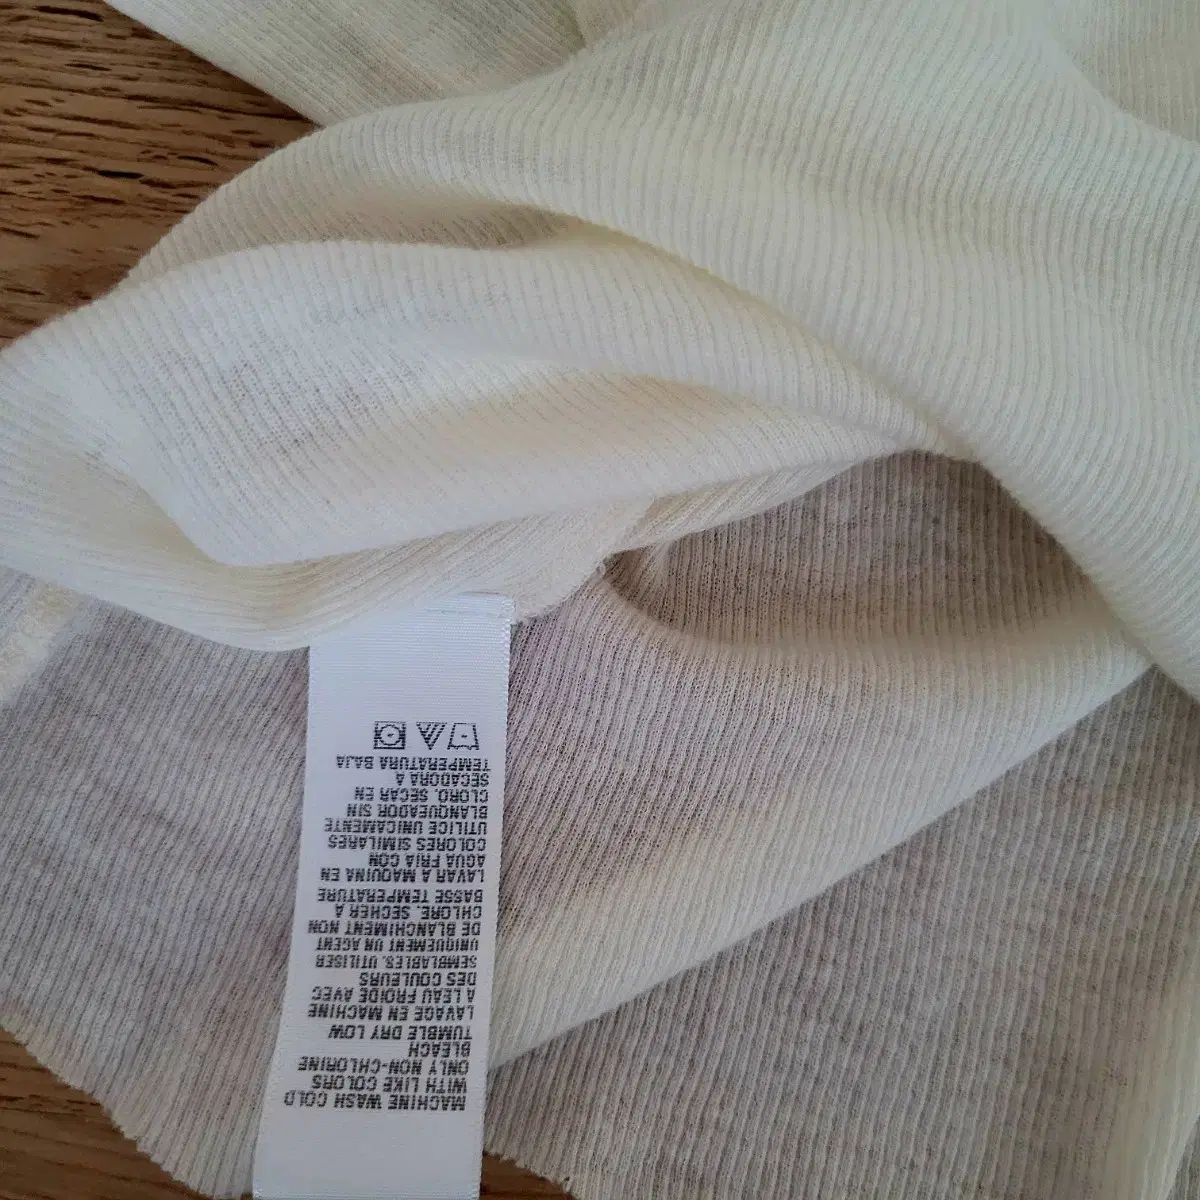 MACHINE WASH COLD
WITH LIKE COLORS
ONLY NON-CHLORINE
BLEACH
TUMBLE DRY LOW
LAVAGE EN MACHINE
A LEAU FROIDE AVEC
DES COULEURS
SEMBLABLES. UTILISER
UNIQUEMENT UN AGENT
DE BLANCHIMENT NON
CHLORE. SECHER A
BASSE TEMPERATURE
LAVAR A MAQUINA EN
AGUA FRIA CON
COLORES SIMILARES
UTILICE UNICAMENTE
BLANQUEADOR SIN
CLORO. SECAR EN
SECADORA A
TEMPERATURA BAJA